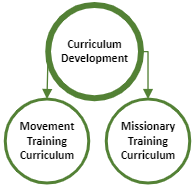 Curriculum
Development
Movement
Training
Curriculum
Missionary
Training
Curriculum